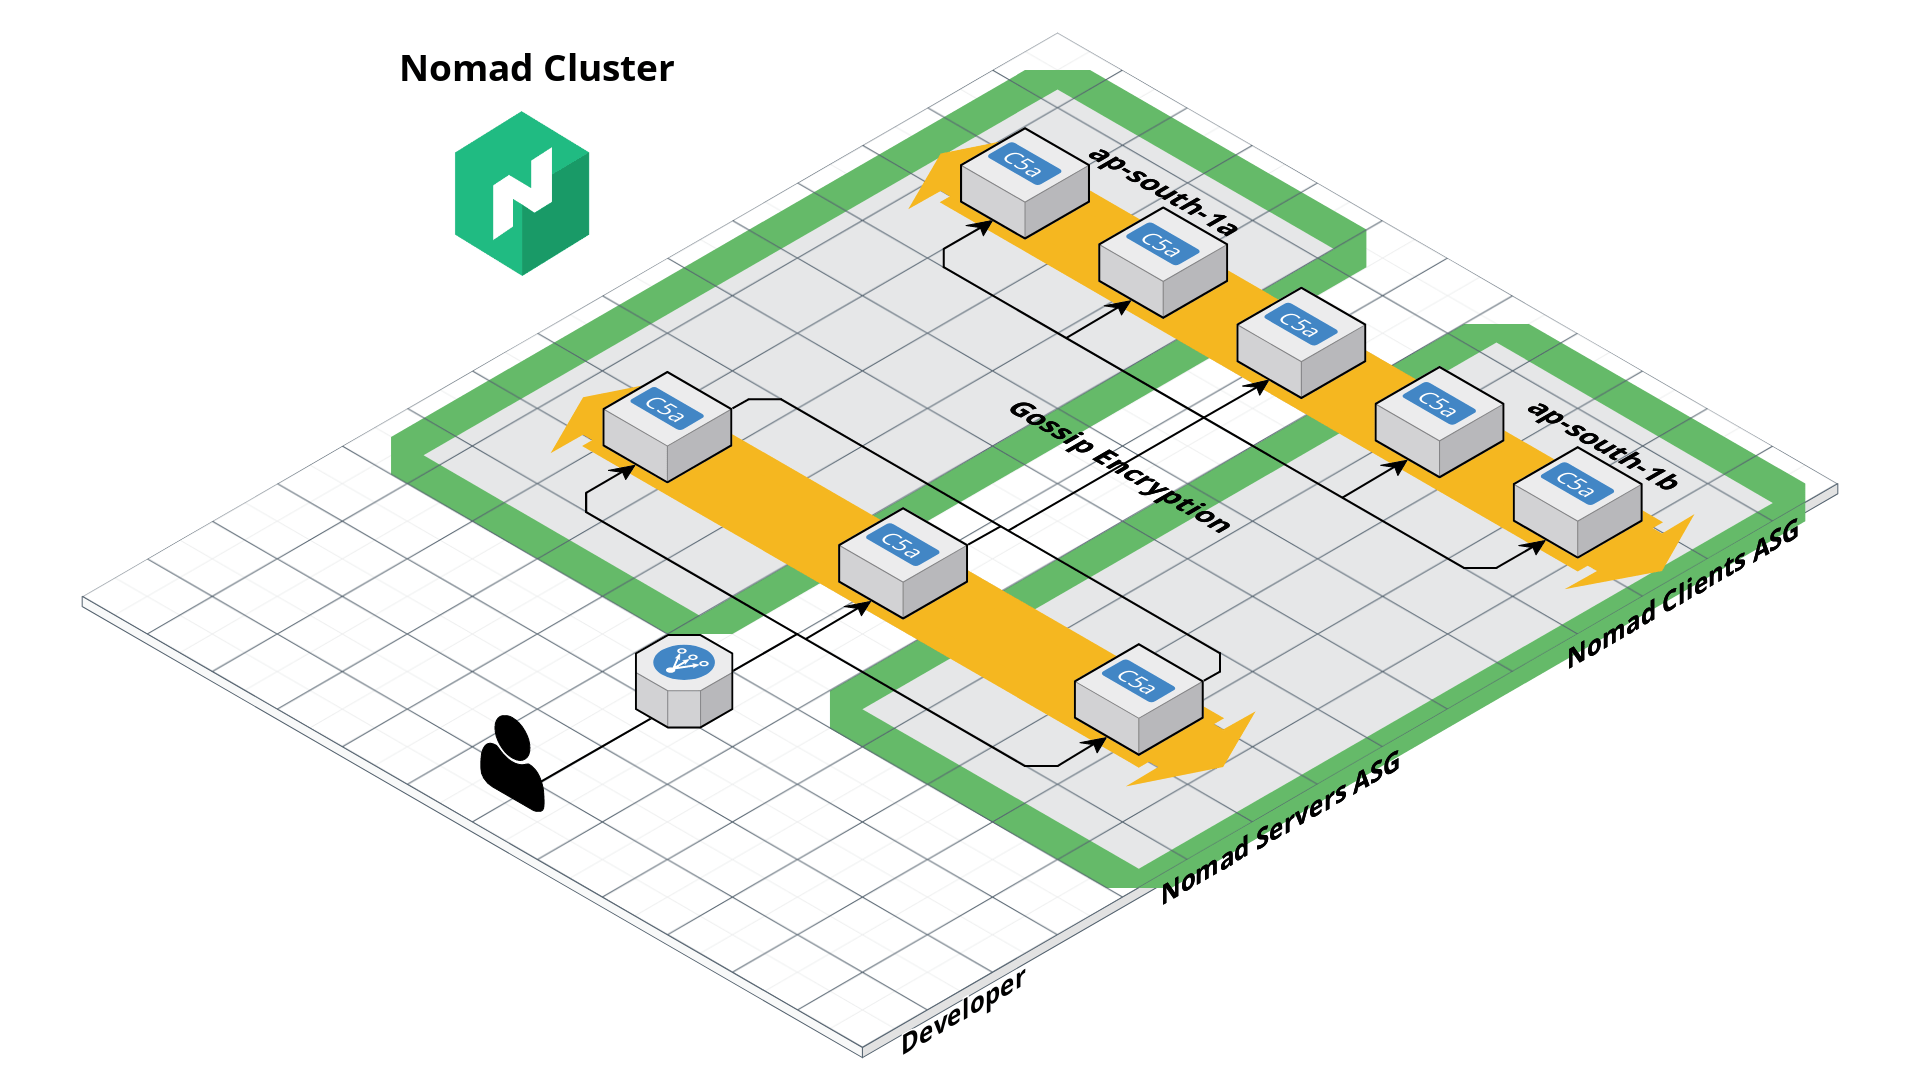 Nomad Cluster
C5a
ap-south-1a
C5a
C5a
C5a
ap-south-1b
C5a
C5a
Gossip Encryption
C5a
C5a
Nomad Clients ASG
Nomad Servers ASG
Developer